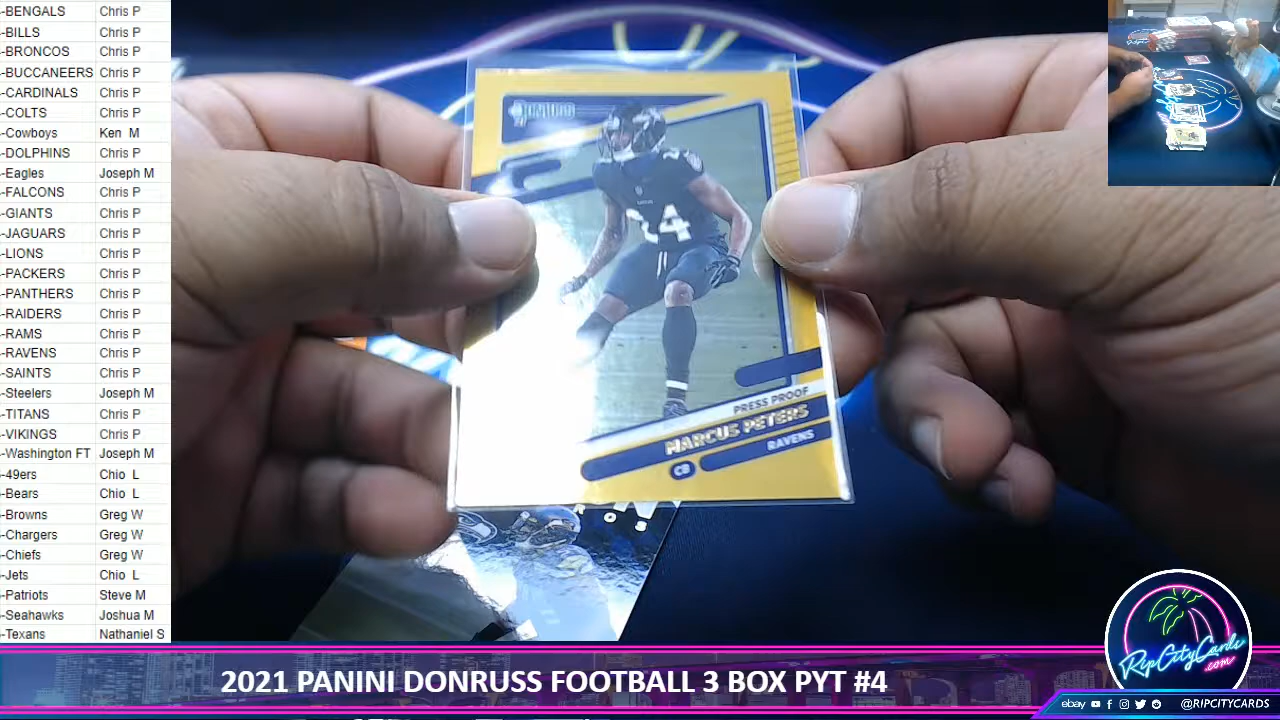 -BENGALS Chris P
-BILLS Chris P
-BRONCOS Chris P
-BUCCANEERS Chris P
-CARDINALS Chris P
-COLTS Chris P
-Cowboys Ken M
-DOLPHINS Chris P
-Eagles Joseph M
-FALCONS Chris P
-GIANTS Chris P
-JAGUARS Chris P
-LIONS Chris P
-PACKERS Chris P
-PANTHERS Chris P
-RAIDERS Chris P
-RAMS Chris P
-RAVENS Chris P
-SAINTS Chris P
-Steelers Joseph M
-TITANS Chris P
-VIKINGS Chris P
-Washington FT Joseph M
-49ers Chio L
-Bears Chio L
-Browns Greg W
-Chargers Greg W
-Chiefs Greg W
-Jets Chio L
-Patriots Steve M
-Seahawks Joshua M
-Texans Nathaniel S
DONRUSS
24
PRESS PROOF
MARCUS PETERS
CB RAVENS
2021 PANINI DONRUSS FOOTBALL 3 BOX PYT #4
RipCityCards
.com
ebay @RIPCITYCARDS